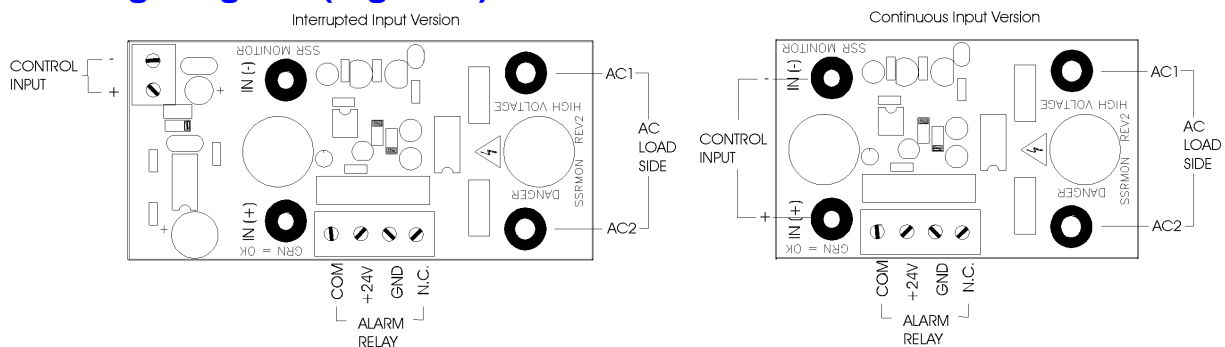 Interrupted Input Version
CONTROL
INPUT
-
+
SSR MONITOR
IN (-)
IN (+)
GRN = OK
HIGH VOLTAGE
DANGER
SSRMON REV2
AC1
AC
LOAD
SIDE
AC2
COM
+24V
GND
N.C.
ALARM
RELAY
+
+
Continuous Input Version
CONTROL
INPUT
-
+
SSR MONITOR
IN (-)
IN (+)
GRN = OK
HIGH VOLTAGE
DANGER
SSRMON REV2
AC1
AC
LOAD
SIDE
AC2
COM
+24V
GND
N.C.
ALARM
RELAY